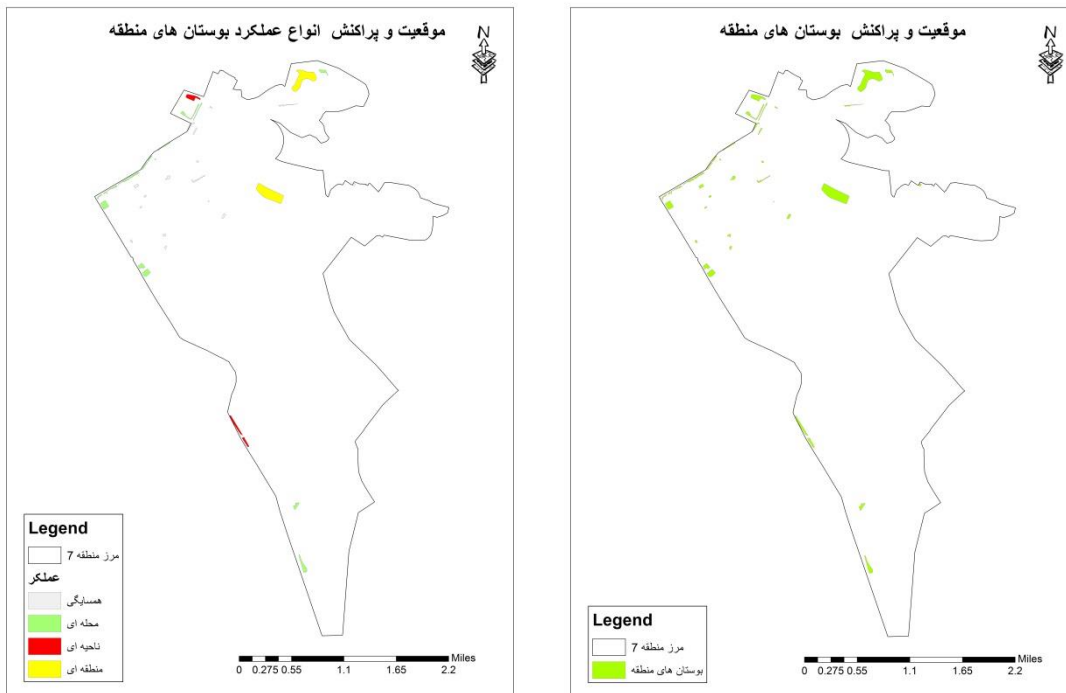 موقعیت و پراکنش انواع عملکرد بوستان های منطقه
N
Legend
مرز منطقه 7
عملکر
همسایگی
محله ای
ناحیه ای
منطقه ای
Miles
0 0.275 0.55 1.1 1.65 2.2
موقعیت و پراکنش بوستان های منطقه
N
Legend
مرز منطقه 7
بوستان های منطقه
Miles
0 0.275 0.55 1.1 1.65 2.2